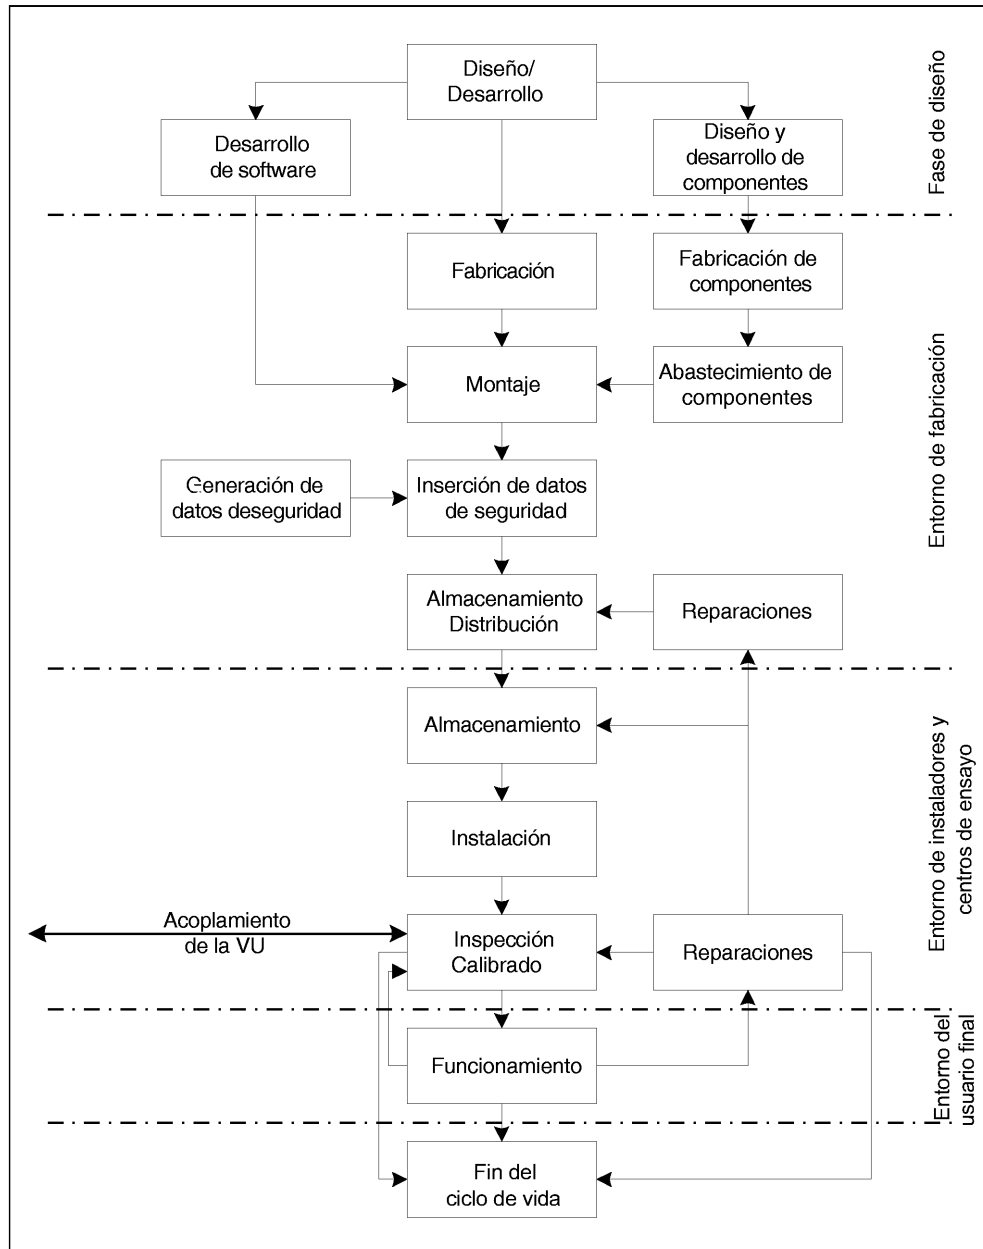 Diseño/
Desarrollo
Desarrollo
de software
Diseño y
desarrollo de
componentes
Fase de diseño
Fabricación
Fabricación de
componentes
Montaje
Abastecimiento de
componentes
Generación de
datos deseguridad
Inserción de datos
de seguridad
Almacenamiento
Distribución
Reparaciones
Entorno de fabricación
Almacenamiento
Instalación
Acoplamiento
de la VU
Inspección
Calibrado
Reparaciones
Entorno de instaladores y
centros de ensayo
Funcionamiento
Entorno del
usuario final
Fin del
ciclo de vida